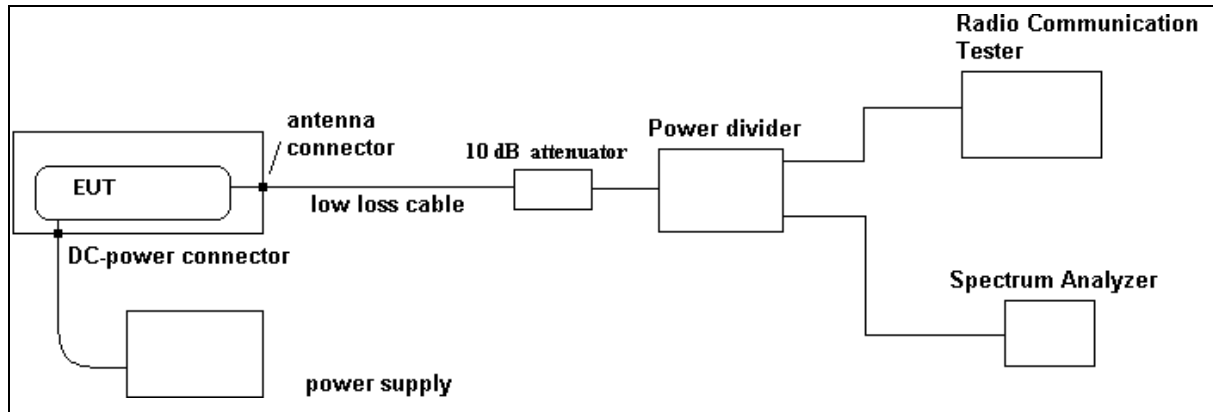 Radio Communication
Tester
antenna
connector
Power divider
10 dB attenuator
EUT
low loss cable
DC-power connector
Spectrum Analyzer
power supply